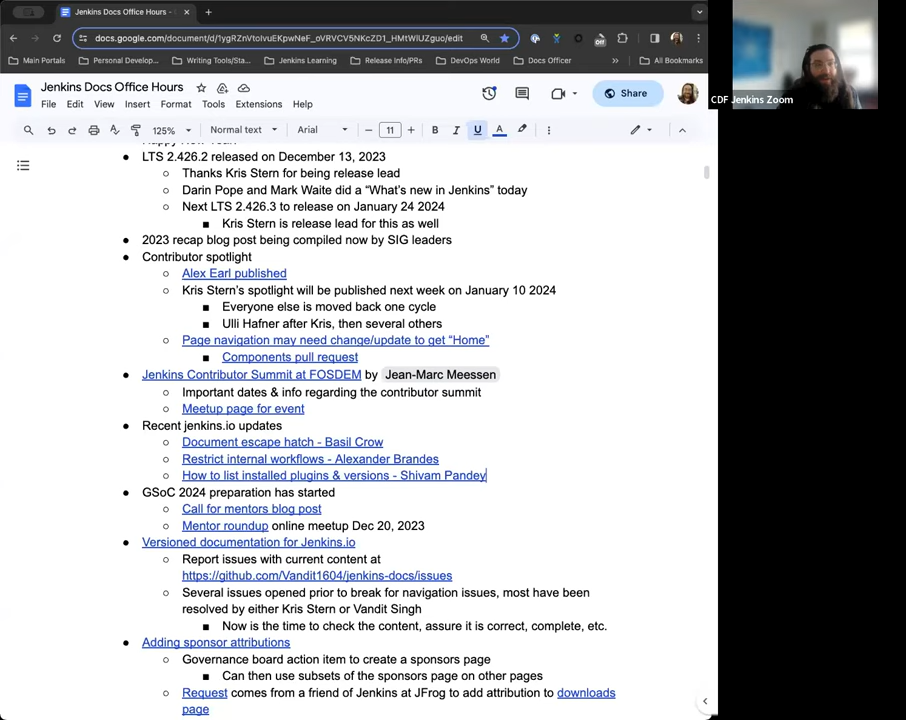 Jenkins Docs Office Hours -
docs.google.com/document/d/1ygRZnVtoIvuEKpwNeF_oVRVCV5NKcZD1_HMtWlUZguo/edit
Main Portals
Personal Develop...
Writing Tools/Sta...
Jenkins Learning
Release info/PRs
DevOps World
Docs Officer
»
All Bookmarks
Jenkins Docs Office Hours
File Edit View Insert Format Tools Extensions Help
Share
125% Normal text Arial 11 B I U A
LTS 2.426.2 released on December 13, 2023
Thanks Kris Stern for being release lead
Darin Pope and Mark Waite did a “What’s new in Jenkins” today
Next LTS 2.426.3 to release on January 24 2024
Kris Stern is release lead for this as well
2023 recap blog post being compiled now by SIG leaders
Contributor spotlight
Alex Earl published
Kris Stern’s spotlight will be published next week on January 10 2024
Everyone else is moved back one cycle
Ulli Hafner after Kris, then several others
Page navigation may need change/update to get “Home”
Components pull request
Jenkins Contributor Summit at FOSDEM by Jean-Marc Meessen
Important dates & info regarding the contributor summit
Meetup page for event
Recent jenkins.io updates
Document escape hatch - Basil Crow
Restrict internal workflows - Alexander Brandes
How to list installed plugins & versions - Shivam Pandey
GSoC 2024 preparation has started
Call for mentors blog post
Mentor roundup online meetup Dec 20, 2023
Versioned documentation for Jenkins.io
Report issues with current content at
https://github.com/Vandit1604/jenkins-docs/issues
Several issues opened prior to break for navigation issues, most have been
resolved by either Kris Stern or Vandit Singh
Now is the time to check the content, assure it is correct, complete, etc.
Adding sponsor attributions
Governance board action item to create a sponsors page
Can then use subsets of the sponsors page on other pages
Request comes from a friend of Jenkins at JFrog to add attribution to downloads
page
CDF Jenkins Zoom